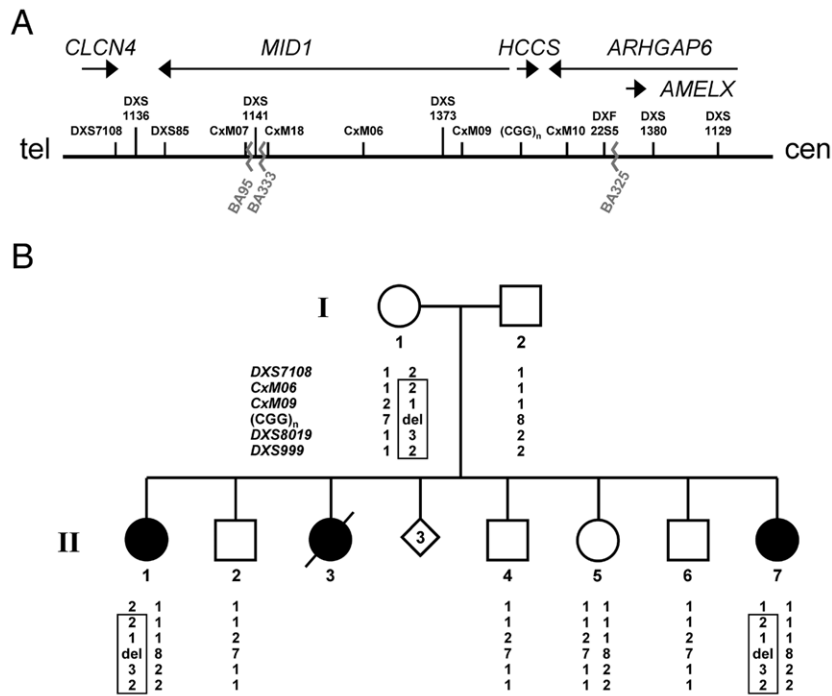 A
CLCN4 MID1 HCCS ARHGAP6
AMELX
DXS 1136 DXS 1141 DXS 1373 DXF 22S5 DXS 1380 DXS 1129
DXS7108 DXS85 CxM07 CxM18 CxM06 CxM09 (CGG)n CxM10
tel cen
BA95 BA333 BA325
B
I
1 2
DXS7108 1 2 1
CxM06 1 2 1
CxM09 2 1 1
(CGG)n 7 del 8
DXS8019 1 3 2
DXS999 1 2 2
II
3
1 2 3 4 5 6 7
2 1 1 1 1 1 1 1 1
2 1 1 1 1 1 1 2 1
1 1 2 2 2 1 2 1 1
del 8 7 7 7 8 7 del 8
3 2 1 1 1 2 1 3 2
2 2 1 1 1 2 1 2 2